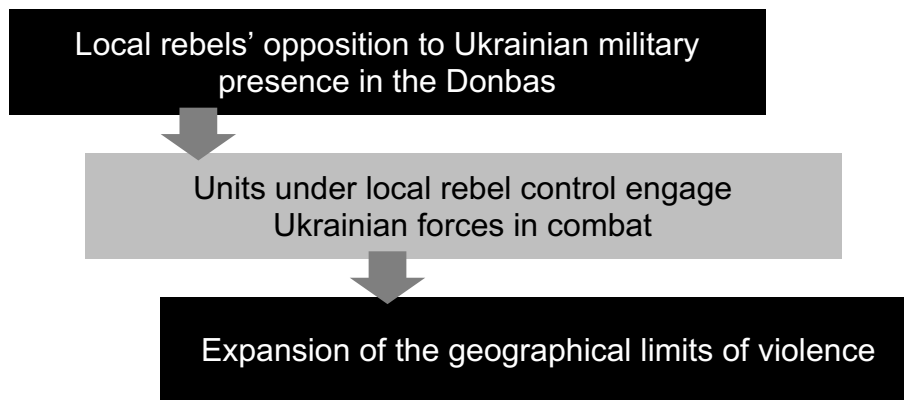 Local rebels’ opposition to Ukrainian military
presence in the Donbas
Units under local rebel control engage
Ukrainian forces in combat
Expansion of the geographical limits of violence